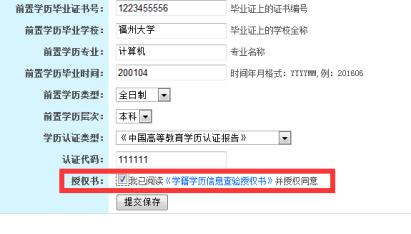 前置学历毕业证书号： 1223455556 毕业证上的证书编号
前置学历毕业学校： 福州大学 毕业证上的学校全称
前置学历专业： 计算机 专业名称
前置学历毕业时间： 200104 时间年月格式：YYYYMM,例：201606
前置学历类型： 全日制
前置学历层次： 本科
学历认证类型： 《中国高等教育学历认证报告》
认证代码： 111111
授权书： 我已阅读《学籍学历信息查验授权书》并授权同意
提交保存